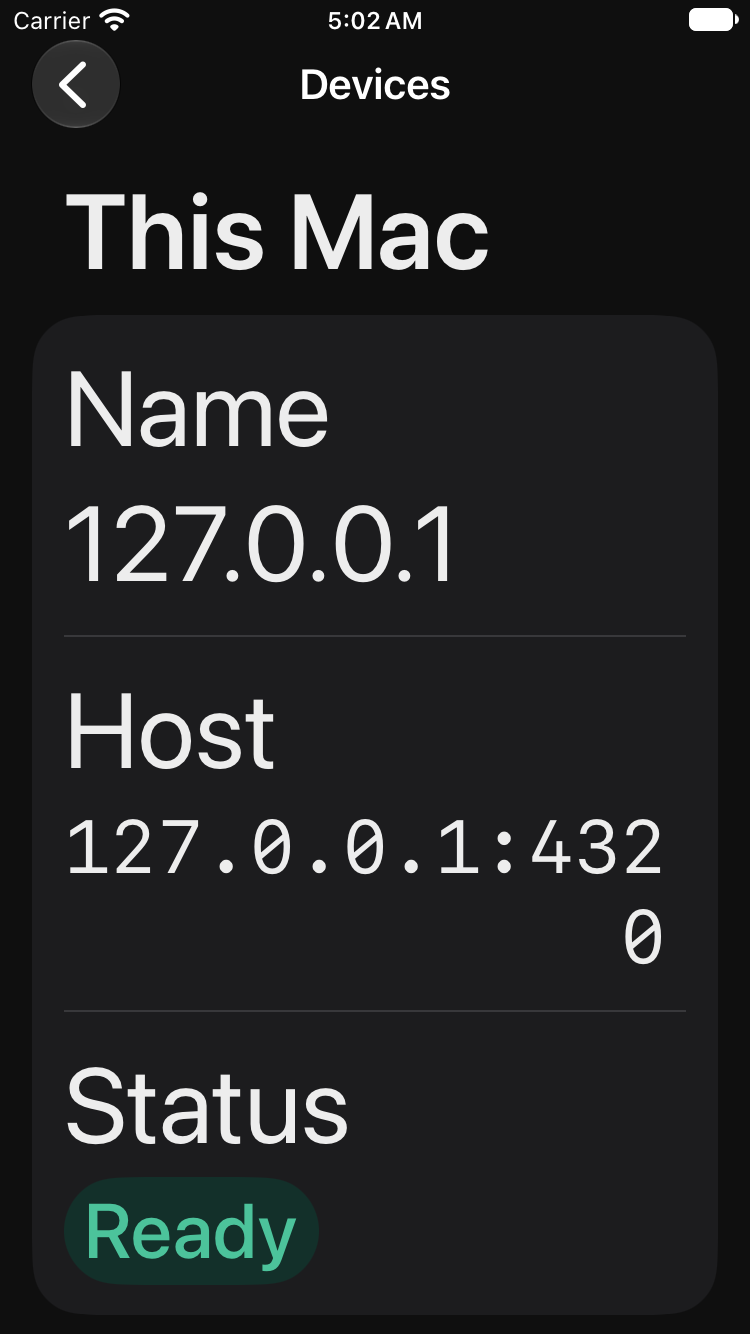 Carrier 5:02 AM
Devices
This Mac
Name
127.0.0.1
Host
127.0.0.1:432
0
Status
Ready